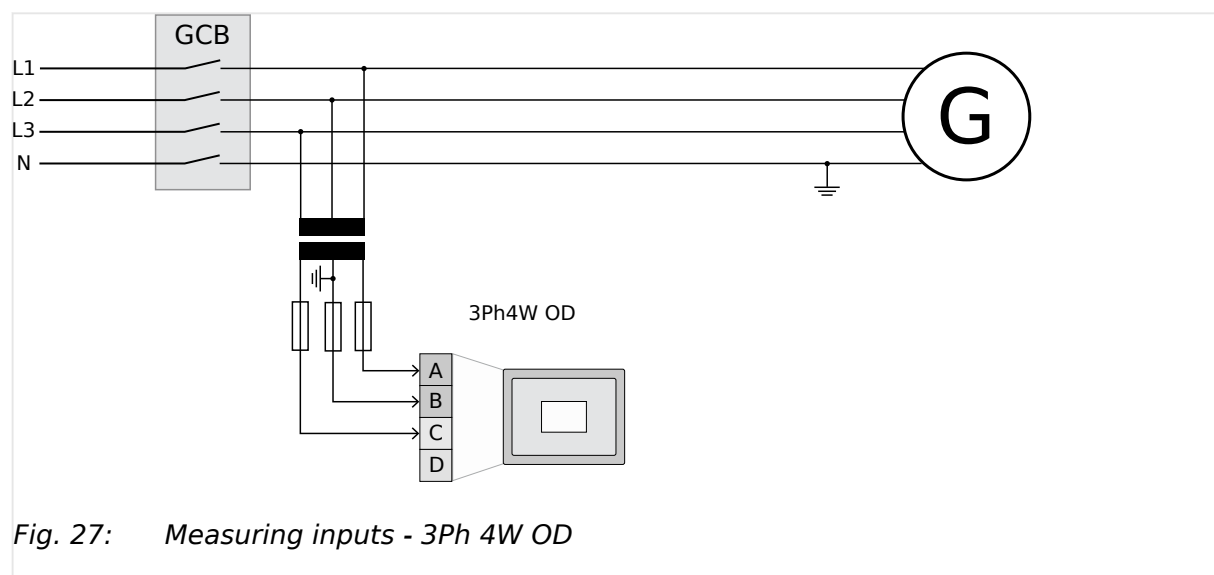 GCB
L1
L2
L3
N
G
3Ph4W OD
A
B
C
D
Fig. 27: Measuring inputs - 3Ph 4W OD